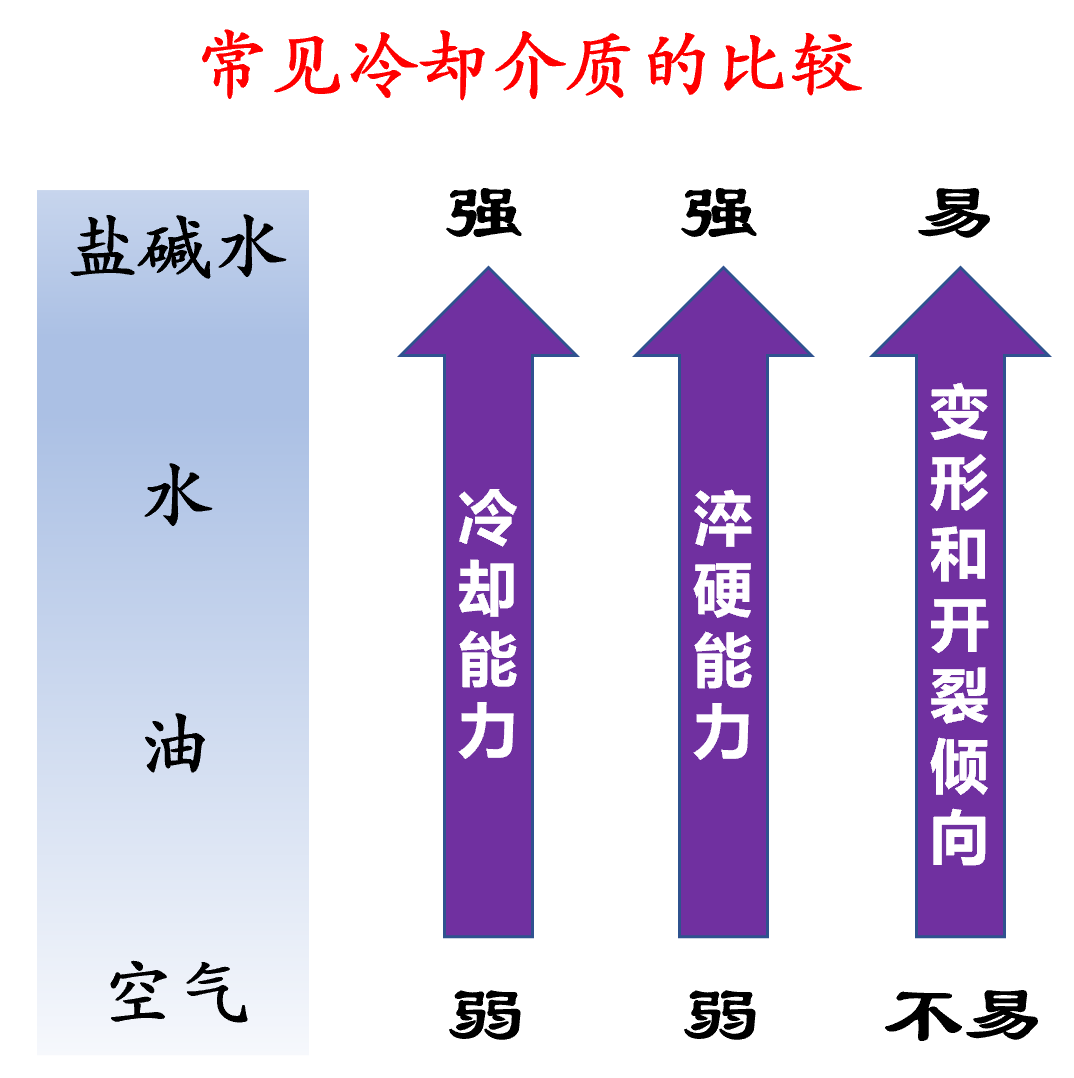 常见冷却介质的比较
盐碱水
水
油
空气
强
冷却能力
弱
强
淬硬能力
弱
易
变形和开裂倾向
不易